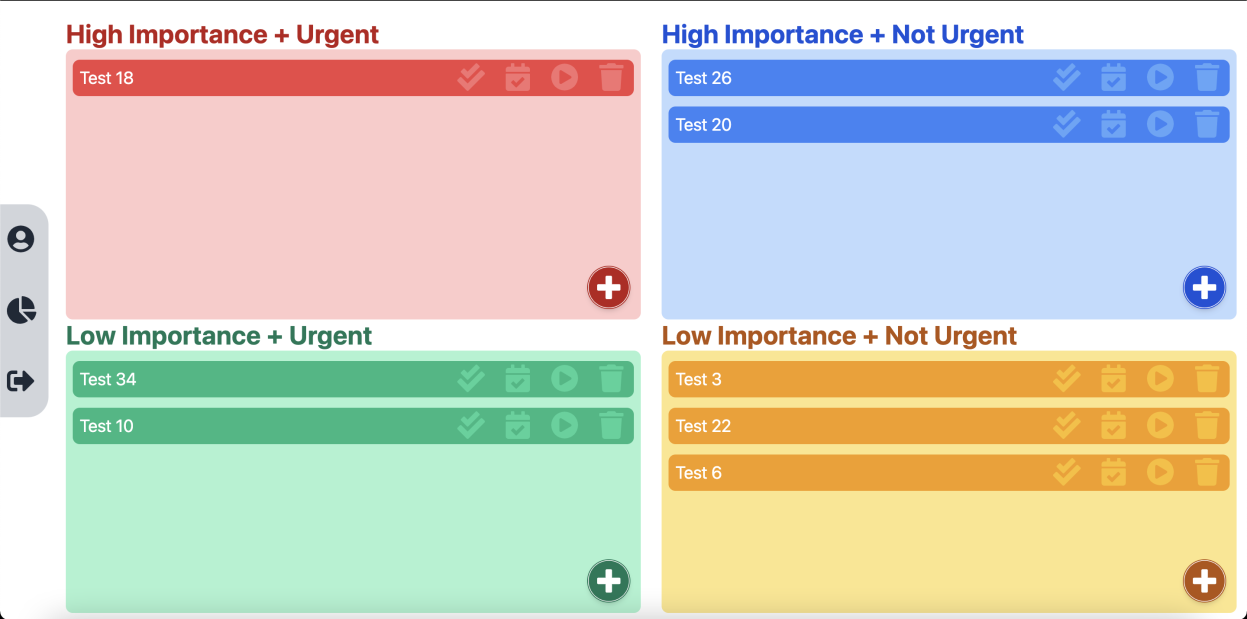 High Importance + Urgent
Test 18
High Importance + Not Urgent
Test 26
Test 20
Low Importance + Urgent
Test 34
Test 10
Low Importance + Not Urgent
Test 3
Test 22
Test 6